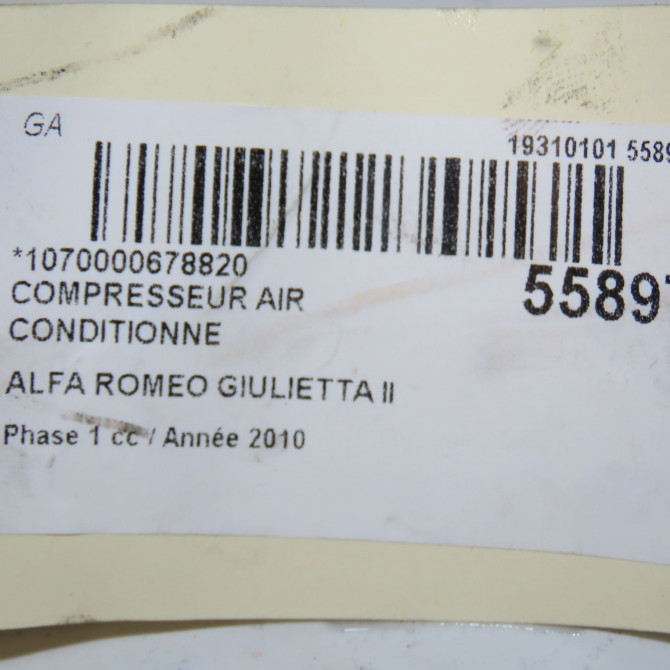 GA
19310101 5589
*1070000678820
5589
COMPRESSEUR AIR
CONDITIONNE
ALFA ROMEO GIULIETTA II
Phase 1 cc / Année 2010